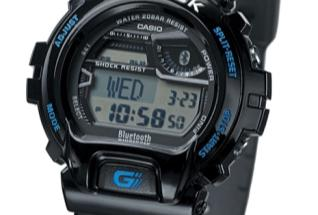 WATER 20BAR RESIST
CASIO
ADJUST
SPLIT·RESET
POWER
SHOCK RESIST
WED 3-23
10:58 50
MODE
START·STOP
Bluetooth
G